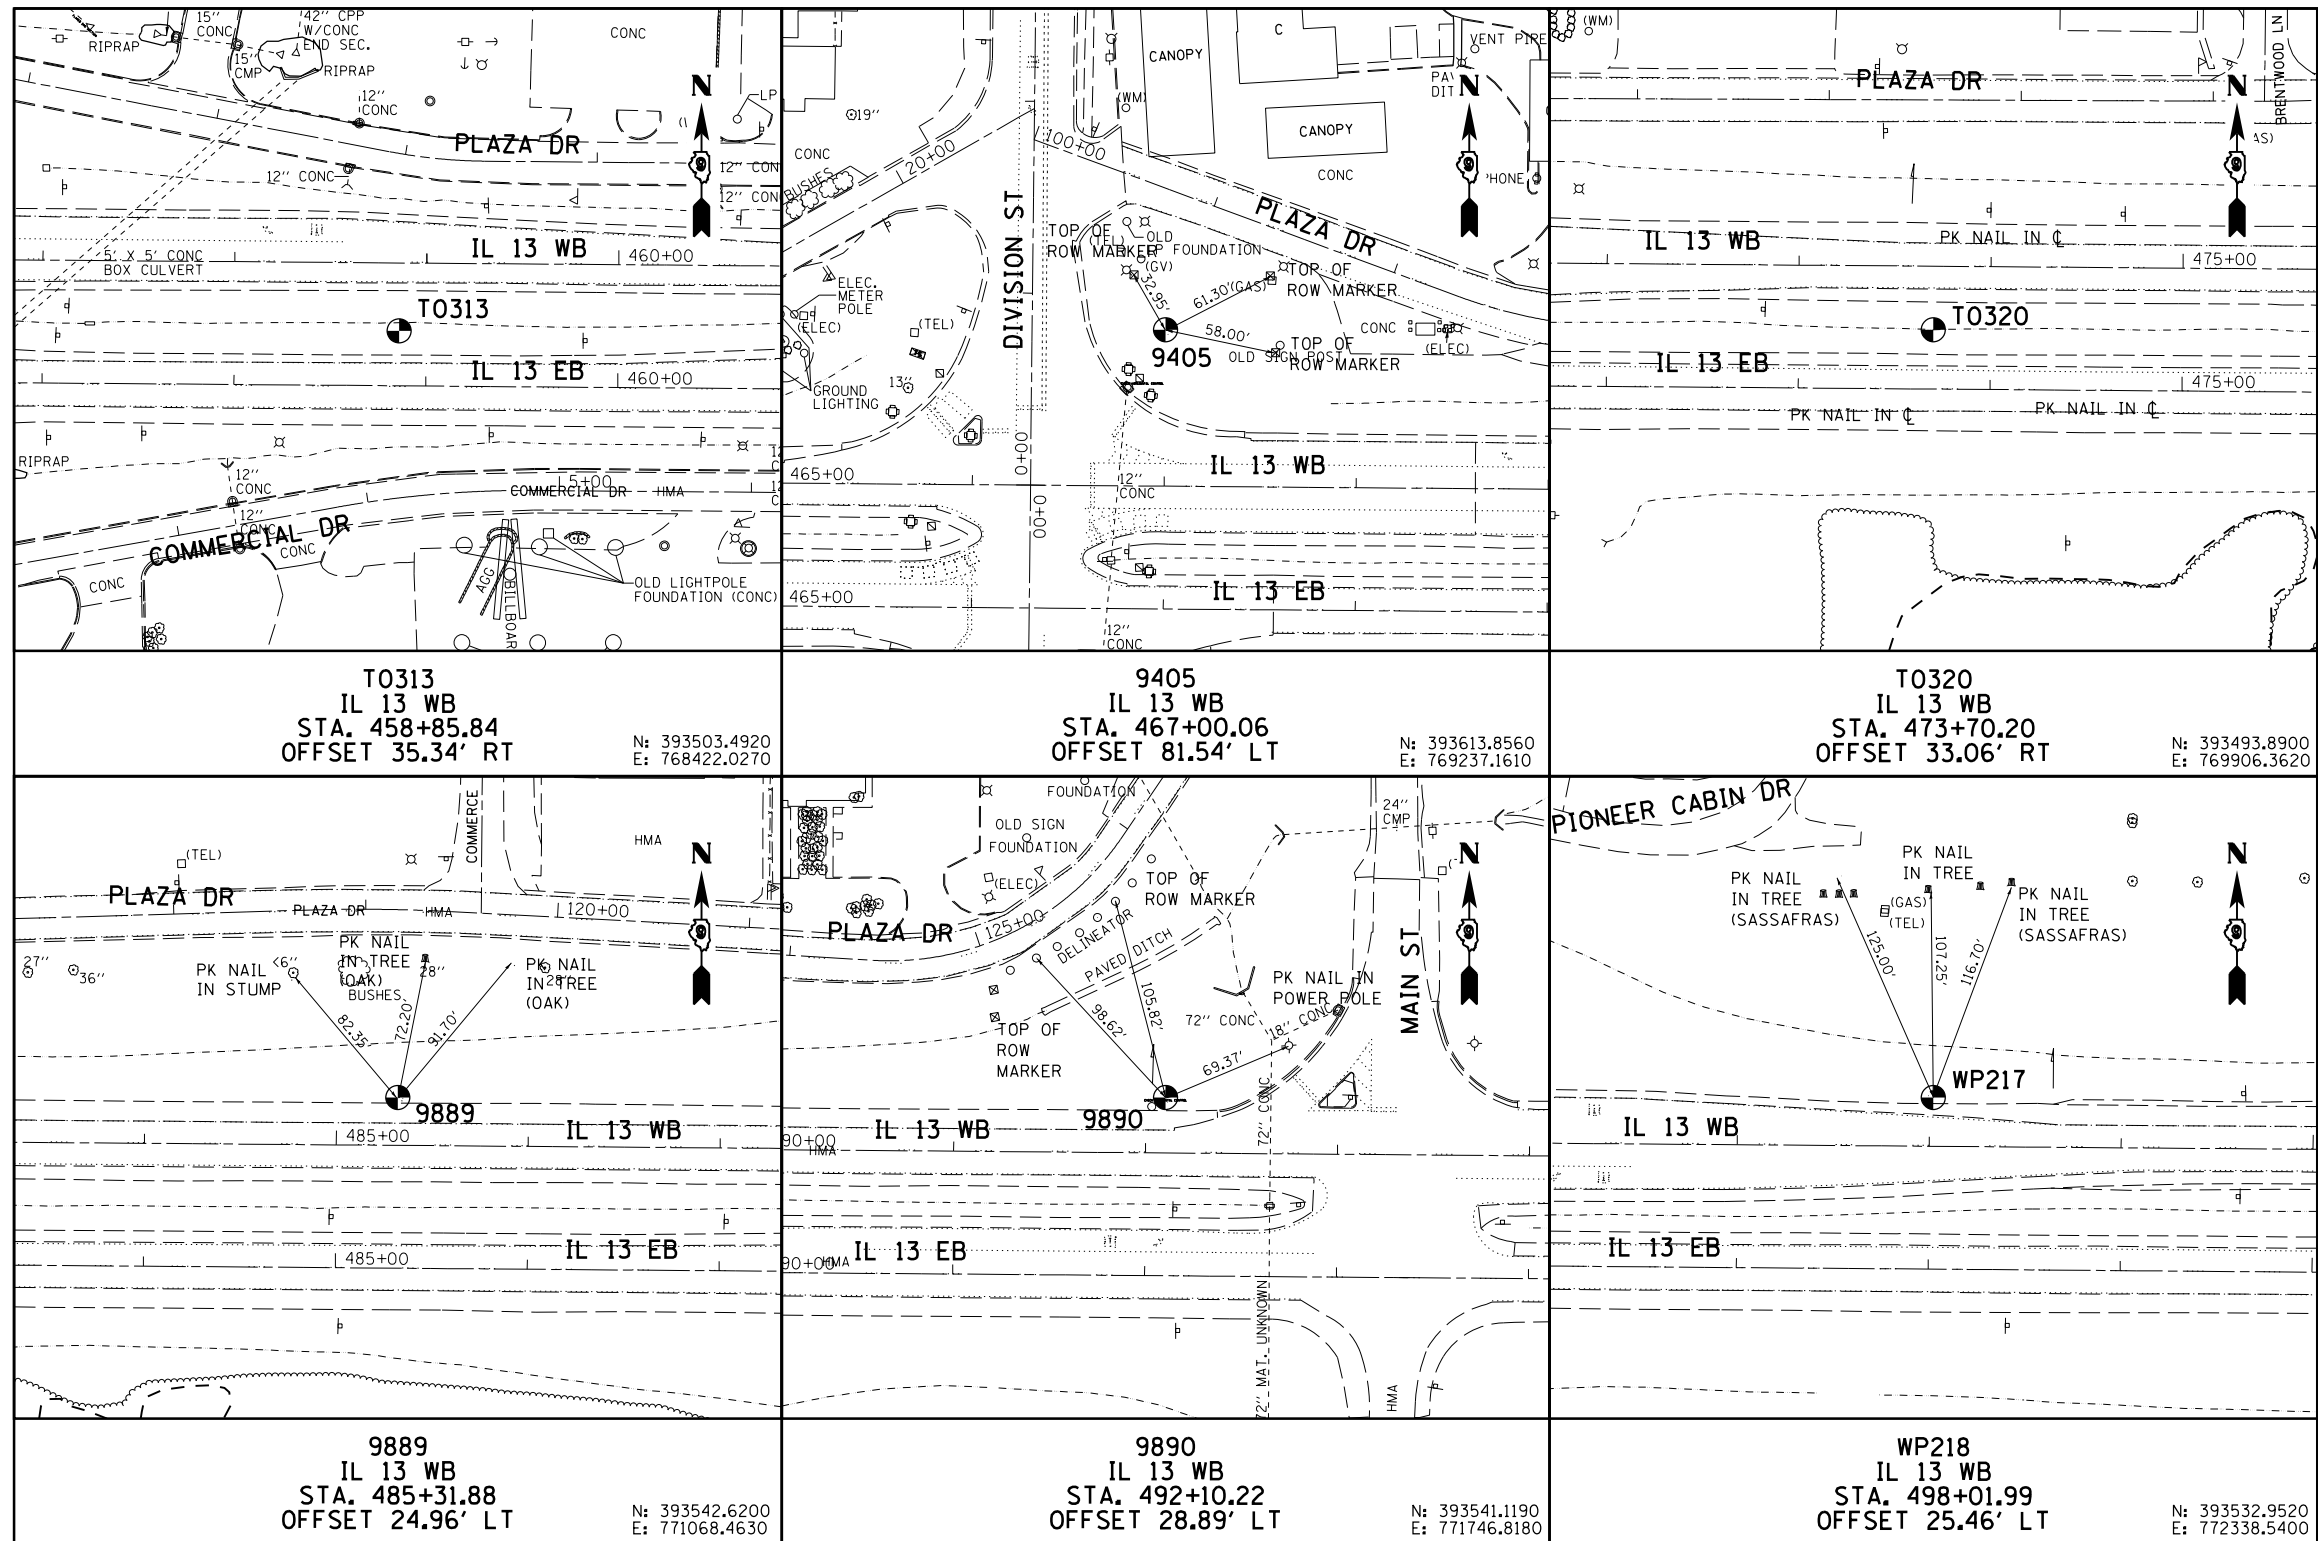 15'' CONC
42'' CPP W/CONC END SEC.
RIPRAP
15'' CMP
RIPRAP
CONC
12'' CONC
LP
N
PLAZA DR
12'' CONC
12'' CON
12'' CON
IL 13 WB
460+00
5' X 5' CONC BOX CULVERT
T0313
IL 13 EB
460+00
RIPRAP
12'' CONC
12'' CONC
5+00
COMMERCIAL DR HMA
COMMERCIAL DR
CONC
CONC
AGG
BILLBOAR
OLD LIGHTPOLE FOUNDATION (CONC)
T0313
IL 13 WB
STA. 458+85.84
OFFSET 35.34' RT
N: 393503.4920
E: 768422.0270
CANOPY
C
VENT PIPE
19''
(WM)
CANOPY
N
20+00
100+00
CONC
BUSHES
CONC
PHONE
DIVISION ST
PLAZA DR
TOP OF ROW MARKER
(TEL)
OLD
FOUNDATION
(GV)
TOP OF ROW MARKER
32.95'
61.30'
(GAS)
58.00'
ELEC. METER POLE
(ELEC)
(TEL)
9405
OLD SIGN POST
TOP OF ROW MARKER
CONC
(ELEC)
13''
GROUND LIGHTING
0+00
465+00
IL 13 WB
12'' CONC
00+0
465+00
IL 13 EB
12'' CONC
9405
IL 13 WB
STA. 467+00.06
OFFSET 81.54' LT
N: 393613.8560
E: 769237.1610
(WM)
BRENTWOOD LN
PLAZA DR
N
IL 13 WB
PK NAIL IN ℄
475+00
T0320
IL 13 EB
475+00
PK NAIL IN ℄
PK NAIL IN ℄
T0320
IL 13 WB
STA. 473+70.20
OFFSET 33.06' RT
N: 393493.8900
E: 769906.3620
COMMERCE
HMA
(TEL)
N
PLAZA DR
PLAZA DR HMA
120+00
27''
36''
<6''
PK NAIL IN STUMP
PK NAIL IN TREE (OAK)
BUSHES
28''
PK NAIL IN TREE (OAK)
28''
82.35'
72.20'
91.70'
9889
485+00
IL 13 WB
IL 13 EB
485+00
9889
IL 13 WB
STA. 485+31.88
OFFSET 24.96' LT
N: 393542.6200
E: 771068.4630
FOUNDATION
OLD SIGN FOUNDATION
24'' CMP
N
(ELEC)
TOP OF ROW MARKER
PLAZA DR
125+00
DELINEATOR
PAVED DITCH
MAIN ST
PK NAIL IN POWER POLE
98.62'
105.82'
72'' CONC
18'' CONC
TOP OF ROW MARKER
69.37'
9890
IL 13 WB
72'' CONC
90+00
HMA
IL 13 EB
90+00
HMA
72'' MAT. UNKNOWN
HMA
9890
IL 13 WB
STA. 492+10.22
OFFSET 28.89' LT
N: 393541.1190
E: 771746.8180
PIONEER CABIN DR
N
PK NAIL IN TREE
PK NAIL IN TREE (SASSAFRAS)
(GAS)
(TEL)
PK NAIL IN TREE (SASSAFRAS)
125.00'
107.25'
116.70'
WP217
IL 13 WB
IL 13 EB
WP218
IL 13 WB
STA. 498+01.99
OFFSET 25.46' LT
N: 393532.9520
E: 772338.5400